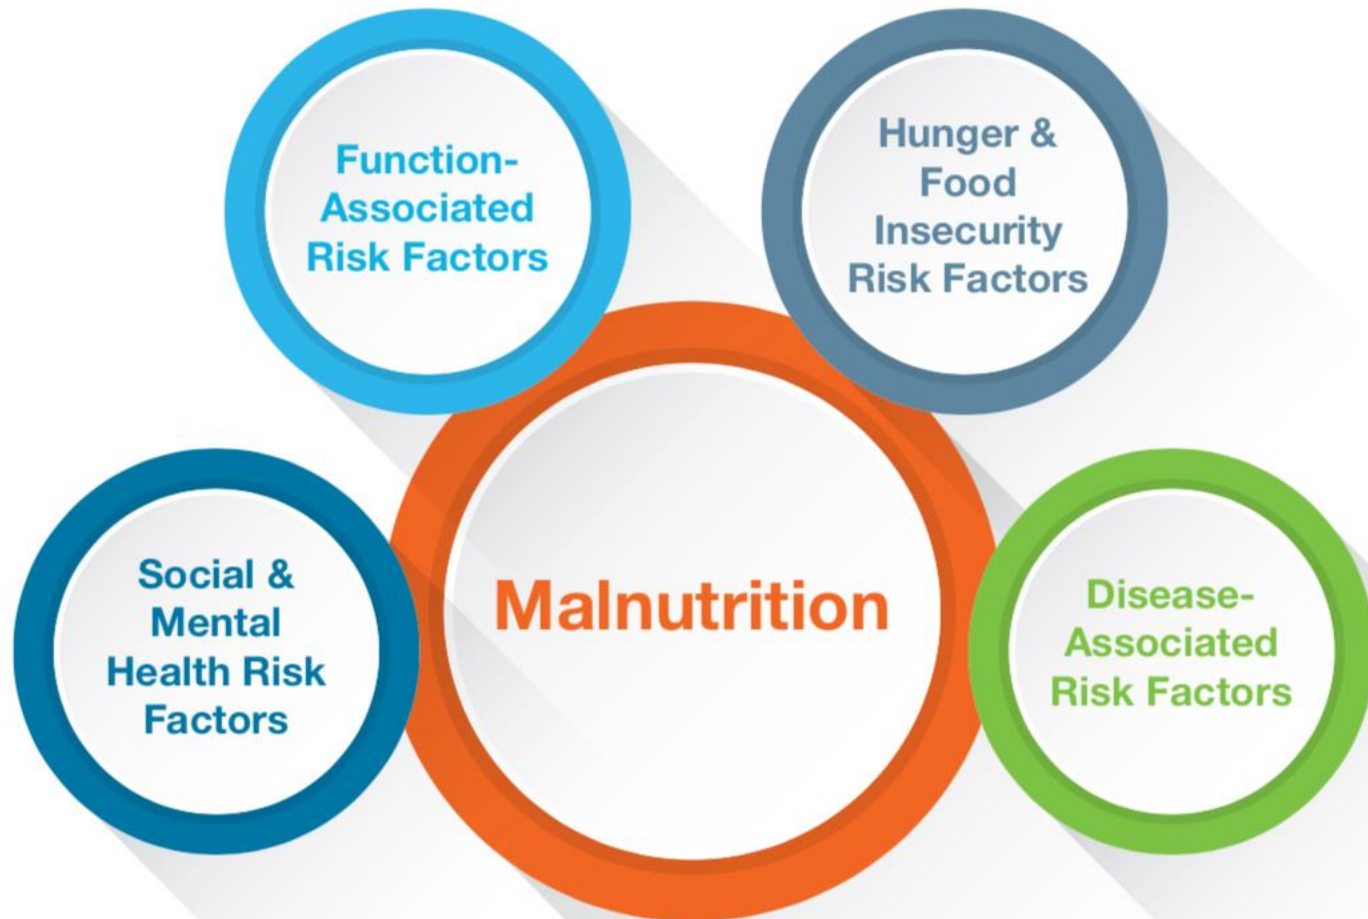 Function-
Associated
Risk Factors
Hunger &
Food
Insecurity
Risk Factors
Social &
Mental
Health Risk
Factors
Malnutrition
Disease-
Associated
Risk Factors